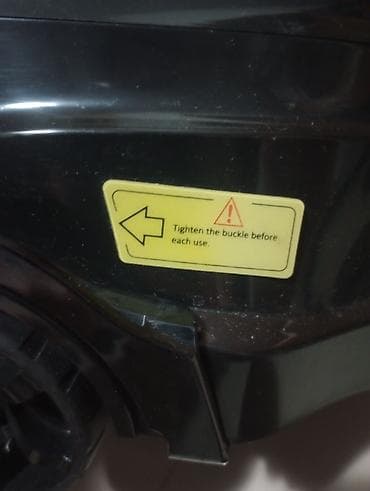 Tighten the buckle before
each use.